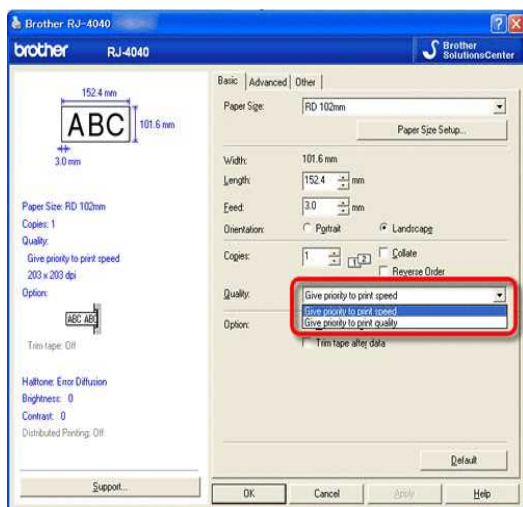 Brother RJ-4040
brother RJ-4040
Brother
SolutionsCenter
152.4 mm
ABC
101.6 mm
3.0 mm
Paper Size: RD 102mm
Copies: 1
Quality:
Give priority to print speed
203 x 203 dpi
Option:
ABC ABC
Trim tape: Off
Halftone: Error Diffusion
Brightness: 0
Contrast: 0
Distributed Printing: Off
Support...
Basic Advanced Other
Paper Size: RD 102mm
Paper Size Setup...
Width: 101.6 mm
Length: 152.4 mm
Feed: 3.0 mm
Orientation: Portrait Landscape
Copies: 1 1 2 Collate
Reverse Order
Quality: Give priority to print speed
Give priority to print speed
Give priority to print quality
Option:
Trim tape after data
Default
OK Cancel Apply Help